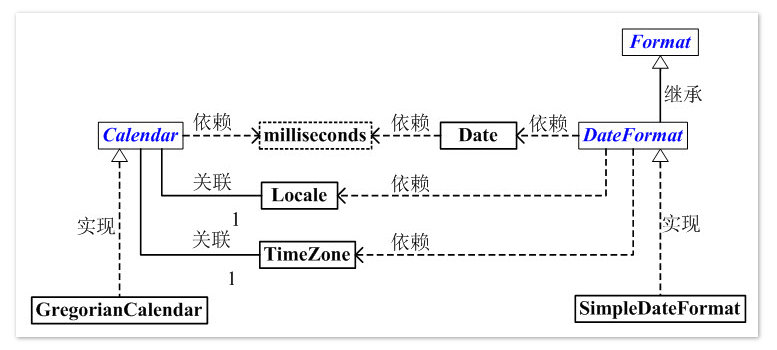 Format
继承
Calendar
依赖
milliseconds
依赖
Date
依赖
DateFormat
关联
Locale
依赖
1
实现
关联
TimeZone
依赖
实现
1
GregorianCalendar
SimpleDateFormat